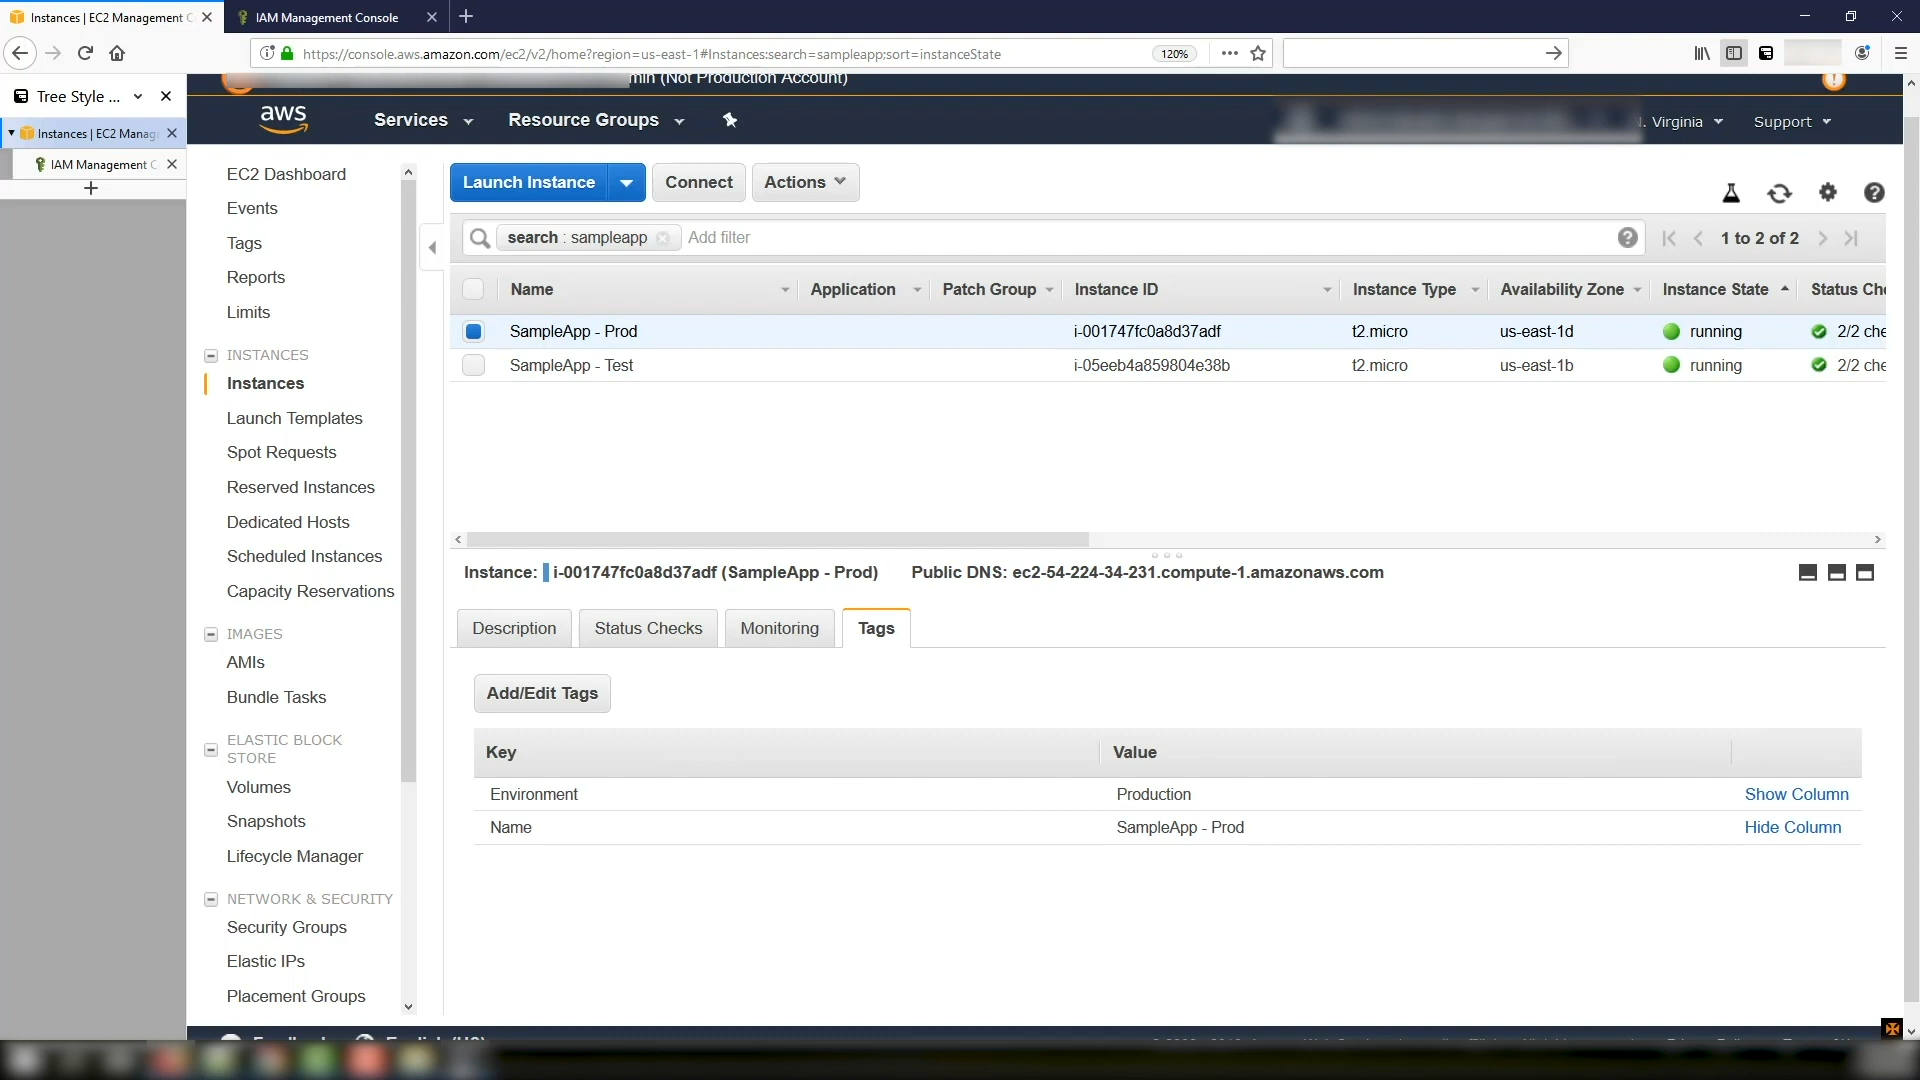 Instances | EC2 Management C
IAM Management Console
https://console.aws.amazon.com/ec2/v2/home?region=us-east-1#Instances:search=sampleapp;sort=instanceState
120%
Tree Style ...
Instances | EC2 Manag
IAM Management C
min (Not Production Account)
aws
Services
Resource Groups
. Virginia
Support
EC2 Dashboard
Events
Tags
Reports
Limits
INSTANCES
Instances
Launch Templates
Spot Requests
Reserved Instances
Dedicated Hosts
Scheduled Instances
Capacity Reservations
IMAGES
AMIs
Bundle Tasks
ELASTIC BLOCK
STORE
Volumes
Snapshots
Lifecycle Manager
NETWORK & SECURITY
Security Groups
Elastic IPs
Placement Groups
Launch Instance
Connect
Actions
search : sampleapp
Add filter
1 to 2 of 2
Name
Application
Patch Group
Instance ID
Instance Type
Availability Zone
Instance State
Status Che
SampleApp - Prod i-001747fc0a8d37adf t2.micro us-east-1d running 2/2 che
SampleApp - Test i-05eeb4a859804e38b t2.micro us-east-1b running 2/2 che
Instance: i-001747fc0a8d37adf (SampleApp - Prod) Public DNS: ec2-54-224-34-231.compute-1.amazonaws.com
Description
Status Checks
Monitoring
Tags
Add/Edit Tags
Key Value
Environment Production Show Column
Name SampleApp - Prod Hide Column